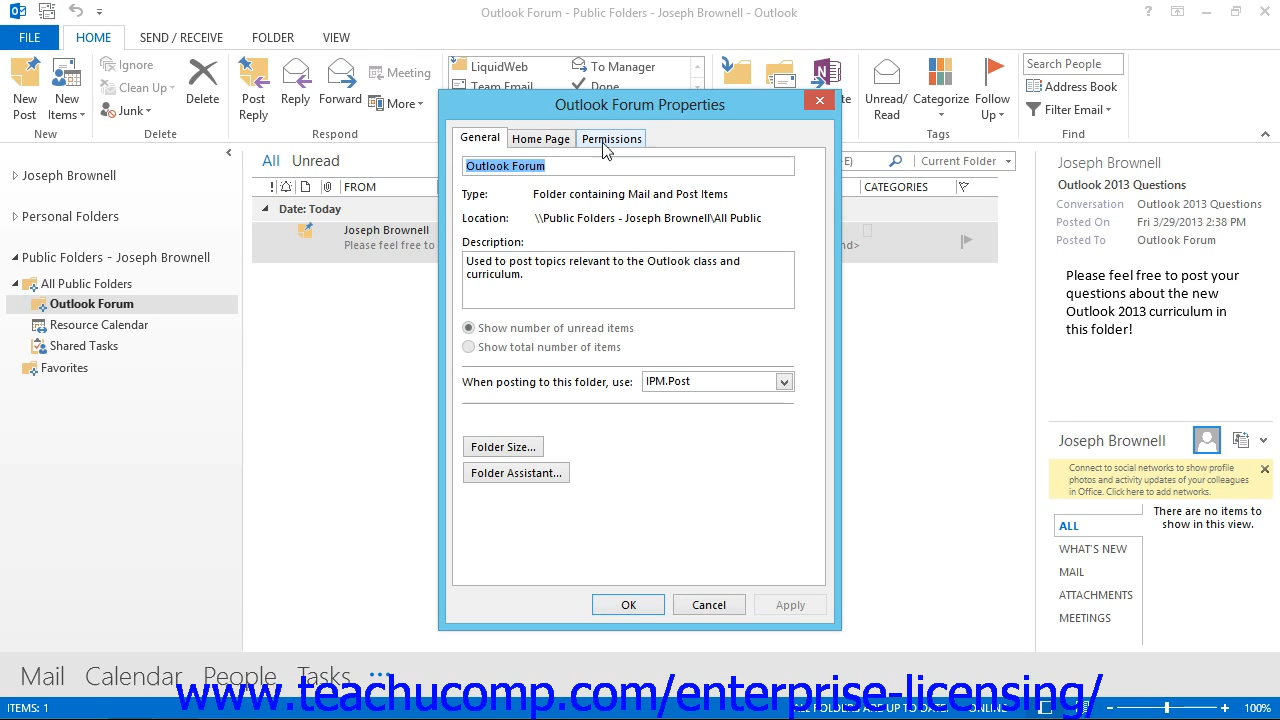 Outlook Forum - Public Folders - Joseph Brownell - Outlook
FILE HOME SEND / RECEIVE FOLDER VIEW
New Post
New Items
New
Ignore
Clean Up
Junk
Delete
Delete
Post Reply
Reply
Forward
Meeting
More
Respond
LiquidWeb
Team Email
To Manager
Done
Unread/ Read
Categorize
Follow Up
Tags
Search People
Address Book
Filter Email
Find
Joseph Brownell
Personal Folders
Public Folders - Joseph Brownell
All Public Folders
Outlook Forum
Resource Calendar
Shared Tasks
Favorites
All Unread
Current Folder
! FROM CATEGORIES
Date: Today
Joseph Brownell
Please feel free to
Outlook Forum Properties
General Home Page Permissions
Outlook Forum
Type: Folder containing Mail and Post Items
Location: \\Public Folders - Joseph Brownell\All Public
Description:
Used to post topics relevant to the Outlook class and
curriculum.
Show number of unread items
Show total number of items
When posting to this folder, use: IPM.Post
Folder Size...
Folder Assistant...
OK Cancel Apply
Joseph Brownell
Outlook 2013 Questions
Conversation Outlook 2013 Questions
Posted On Fri 3/29/2013 2:38 PM
Posted To Outlook Forum
Please feel free to post your
questions about the new
Outlook 2013 curriculum in
this folder!
Joseph Brownell
Connect to social networks to show profile
photos and activity updates of your colleagues
in Office. Click here to add networks.
ALL
WHAT'S NEW
MAIL
ATTACHMENTS
MEETINGS
There are no items to
show in this view.
Mail Calendar People Tasks
www.teachucomp.com/enterprise-licensing/
ITEMS: 1 ALL FOLDERS ARE UP TO DATE. ONLINE 100%